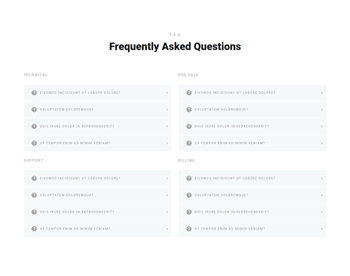 FAQ
Frequently Asked Questions
TECHNICAL
EIUSMOD INCIDIDUNT UT LABORE DOLORE?
VOLUPTATEM DOLOREMQUE?
DUIS IRURE DOLOR IN REPREHENDERIT?
UT TEMPOR ENIM AD MINIM VENIAM?
PRE SALE
EIUSMOD INCIDIDUNT UT LABORE DOLORE?
VOLUPTATEM DOLOREMQUE?
DUIS IRURE DOLOR IN REPREHENDERIT?
UT TEMPOR ENIM AD MINIM VENIAM?
SUPPORT
EIUSMOD INCIDIDUNT UT LABORE DOLORE?
VOLUPTATEM DOLOREMQUE?
DUIS IRURE DOLOR IN REPREHENDERIT?
UT TEMPOR ENIM AD MINIM VENIAM?
BILLING
EIUSMOD INCIDIDUNT UT LABORE DOLORE?
VOLUPTATEM DOLOREMQUE?
DUIS IRURE DOLOR IN REPREHENDERIT?
UT TEMPOR ENIM AD MINIM VENIAM?